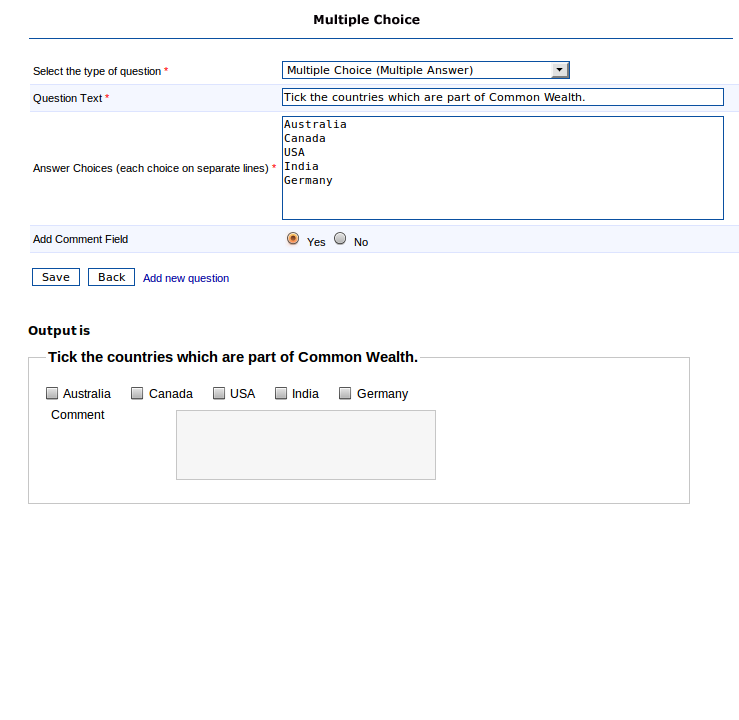 Multiple Choice
Select the type of question * Multiple Choice (Multiple Answer)
Question Text * Tick the countries which are part of Common Wealth.
Australia
Canada
USA
Answer Choices (each choice on separate lines) * India
Germany
Add Comment Field Yes No
Save Back Add new question
Output is
Tick the countries which are part of Common Wealth.
Australia Canada USA India Germany
Comment